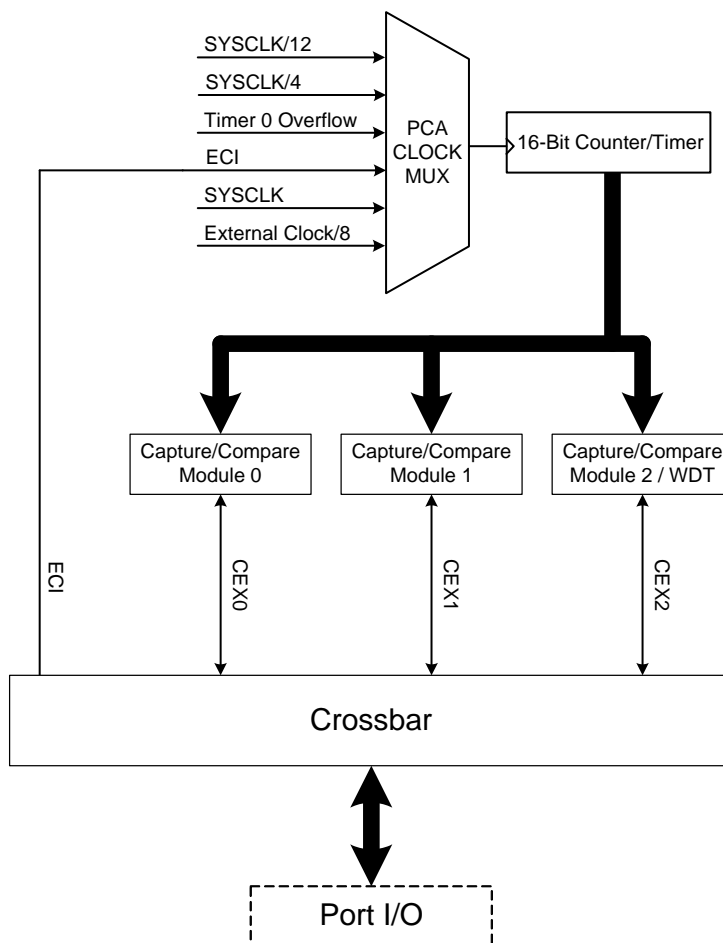 SYSCLK/12
SYSCLK/4
Timer 0 Overflow
ECI
SYSCLK
External Clock/8
PCA
CLOCK
MUX
16-Bit Counter/Timer
Capture/Compare
Module 0
Capture/Compare
Module 1
Capture/Compare
Module 2 / WDT
ECI
CEX0
CEX1
CEX2
Crossbar
Port I/O